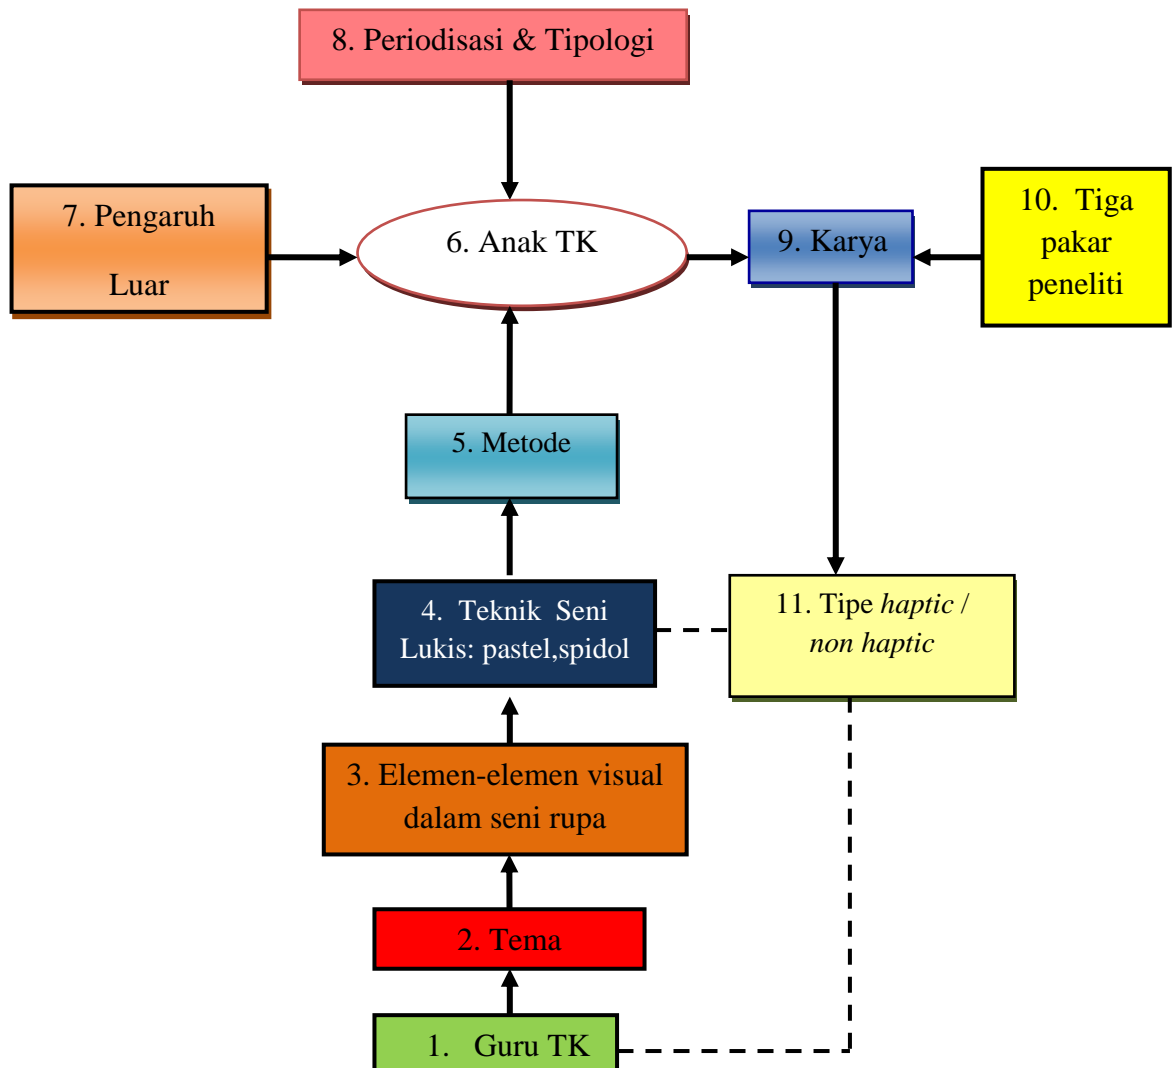 8. Periodisasi & Tipologi
7. Pengaruh
Luar
6. Anak TK
9. Karya
10. Tiga
pakar
peneliti
5. Metode
4. Teknik Seni
Lukis: pastel,spidol
11. Tipe haptic /
non haptic
3. Elemen-elemen visual
dalam seni rupa
2. Tema
1. Guru TK